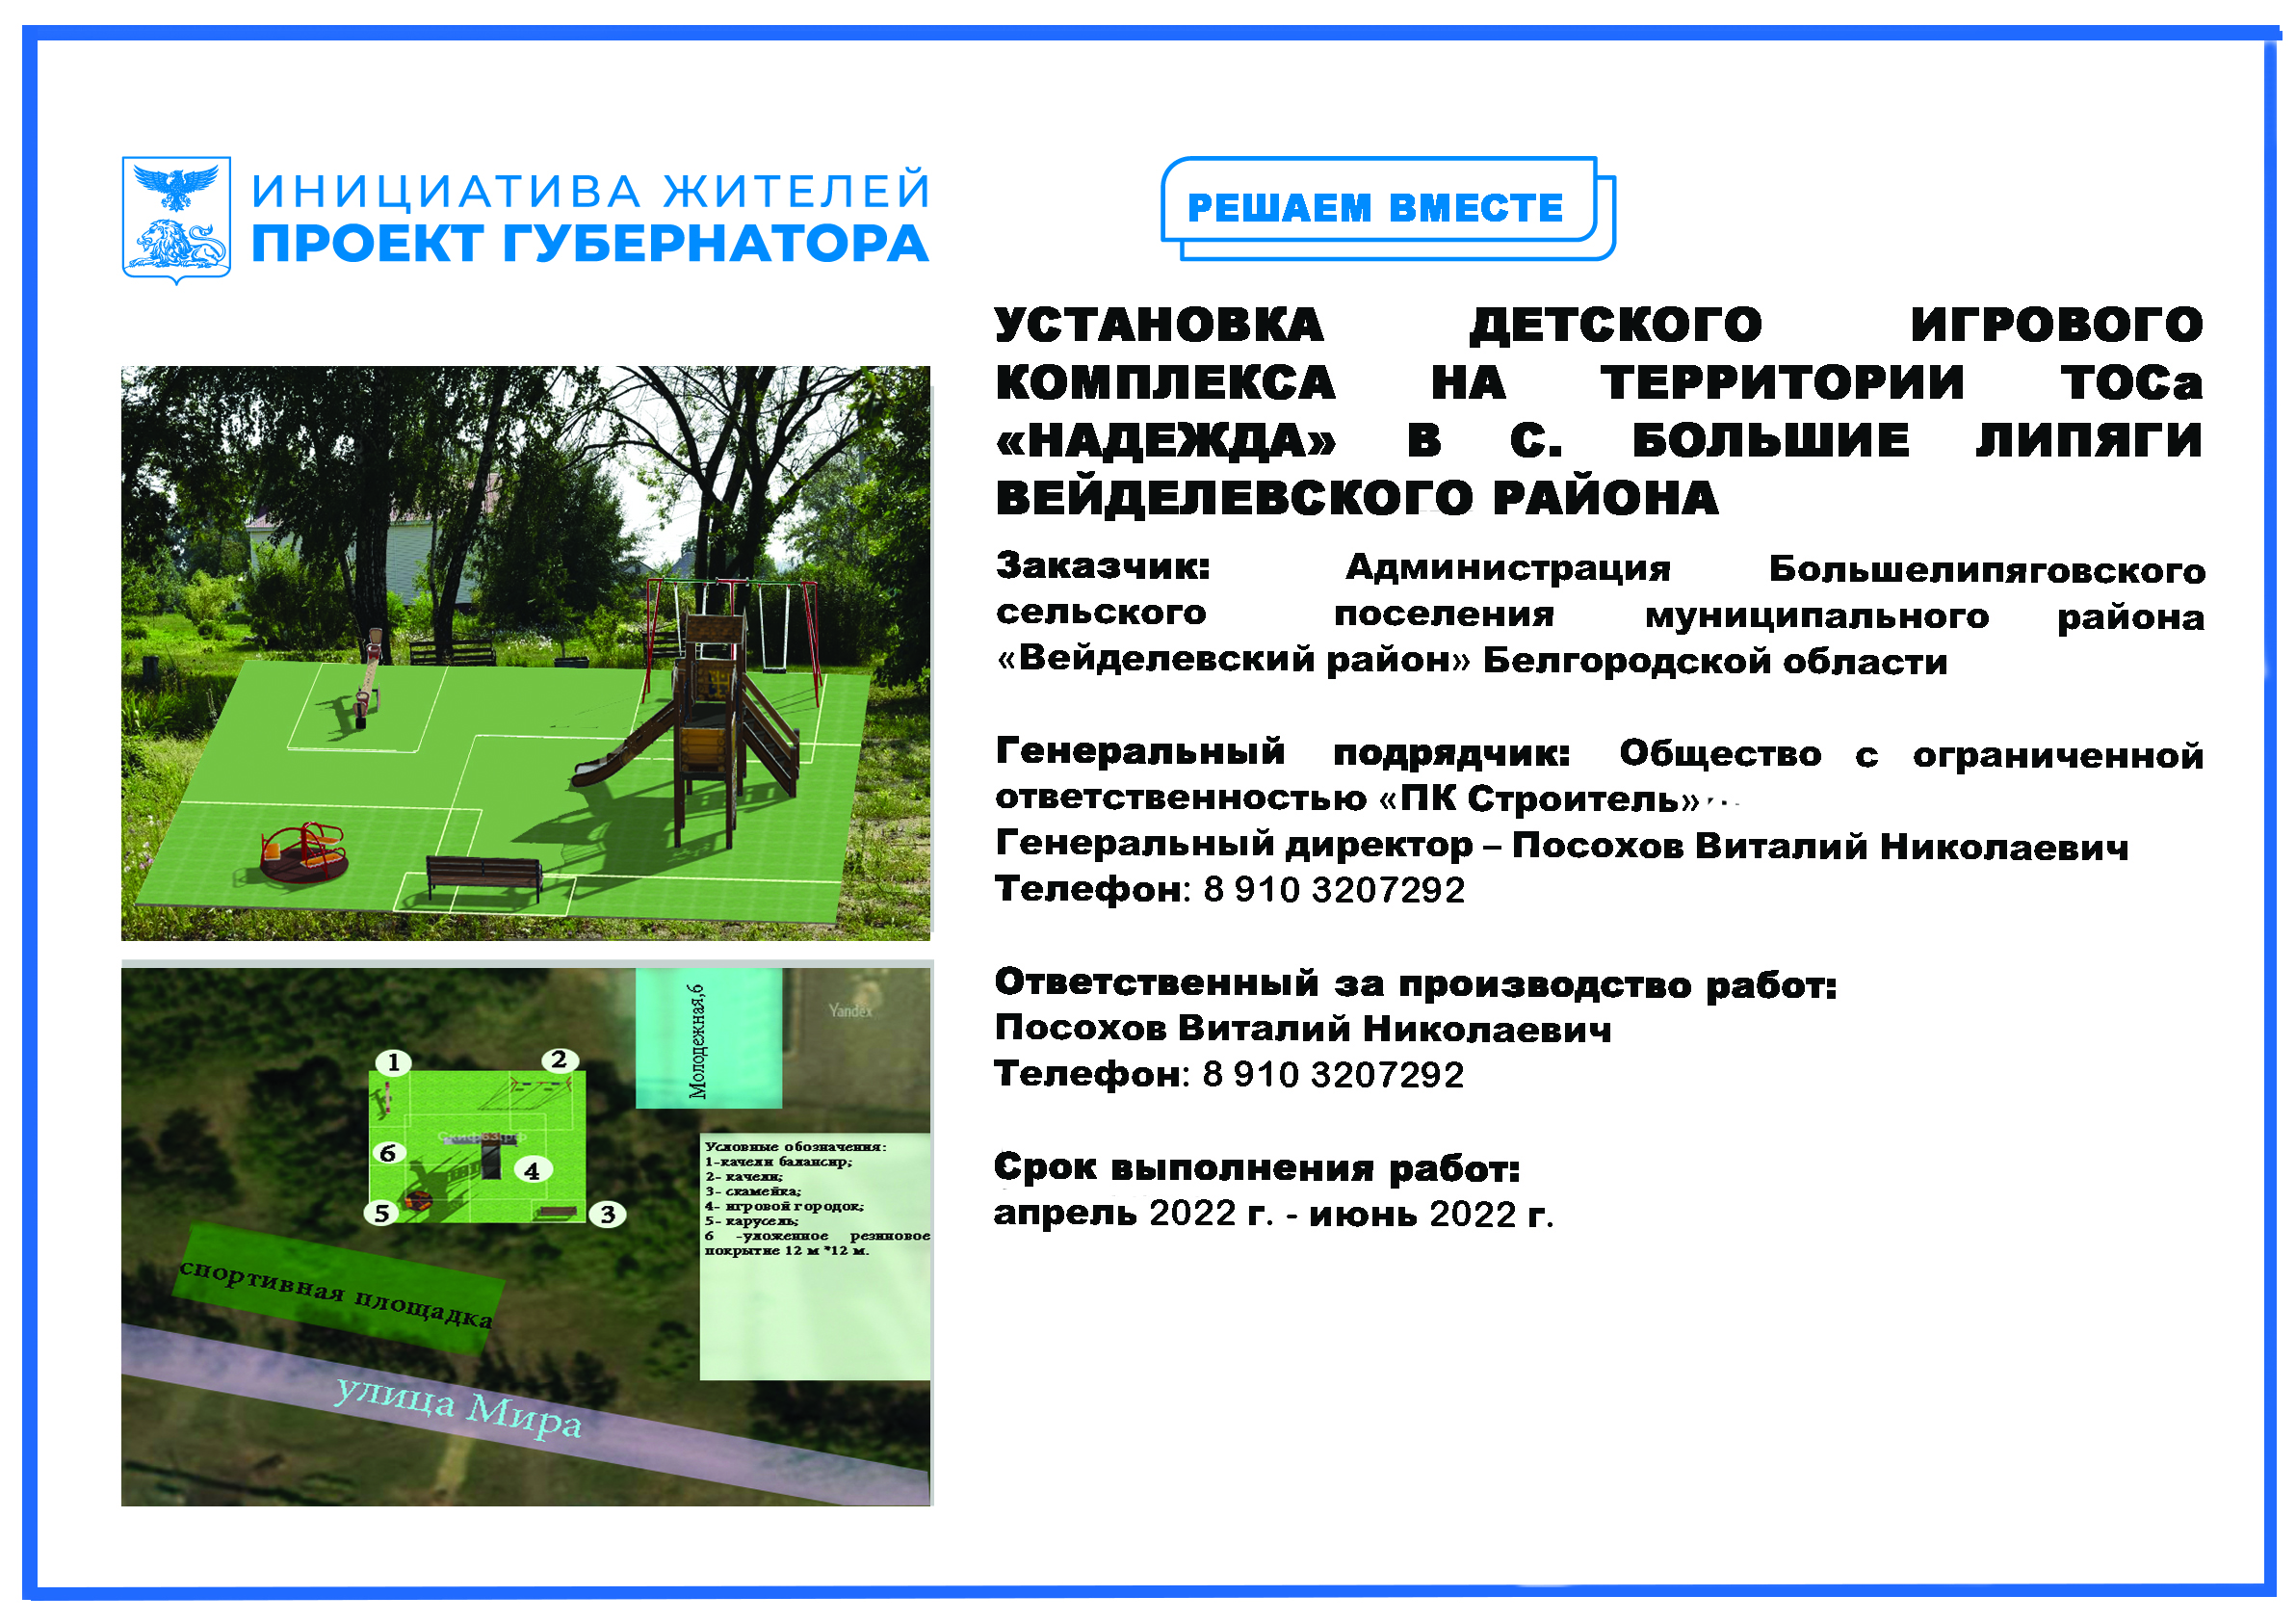 ИНИЦИАТИВА ЖИТЕЛЕЙ
ПРОЕКТ ГУБЕРНАТОРА
РЕШАЕМ ВМЕСТЕ
УСТАНОВКА ДЕТСКОГО ИГРОВОГО
КОМПЛЕКСА НА ТЕРРИТОРИИ ТОСа
«НАДЕЖДА» В С. БОЛЬШИЕ ЛИПЯГИ
ВЕЙДЕЛЕВСКОГО РАЙОНА
Заказчик: Администрация Большелипяговского
сельского поселения муниципального района
«Вейделевский район» Белгородской области
Генеральный подрядчик: Общество с ограниченной
ответственностью «ПК Строитель»
Генеральный директор – Посохов Виталий Николаевич
Телефон: 8 910 3207292
Ответственный за производство работ:
Посохов Виталий Николаевич
Телефон: 8 910 3207292
Срок выполнения работ:
апрель 2022 г. - июнь 2022 г.
Молодежная,6
Yandex
1
2
6
4
5
3
Условные обозначения:
1-качели балансир;
2- качели;
3- скамейка;
4- игровой городок;
5- карусель;
6 -уложенное резиновое
покрытие 12 м *12 м.
спортивная площадка
улица Мира